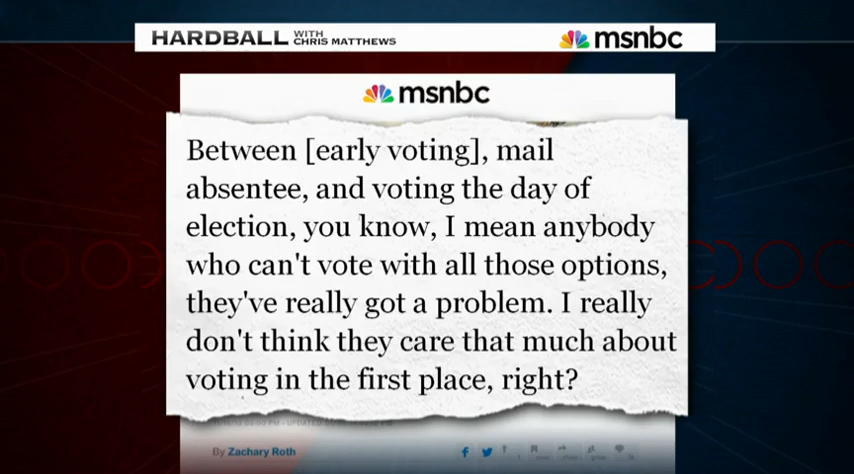 HARDBALL WITH CHRIS MATTHEWS
msnbc
msnbc
Between [early voting], mail
absentee, and voting the day of
election, you know, I mean anybody
who can't vote with all those options,
they've really got a problem. I really
don't think they care that much about
voting in the first place, right?
By Zachary Roth